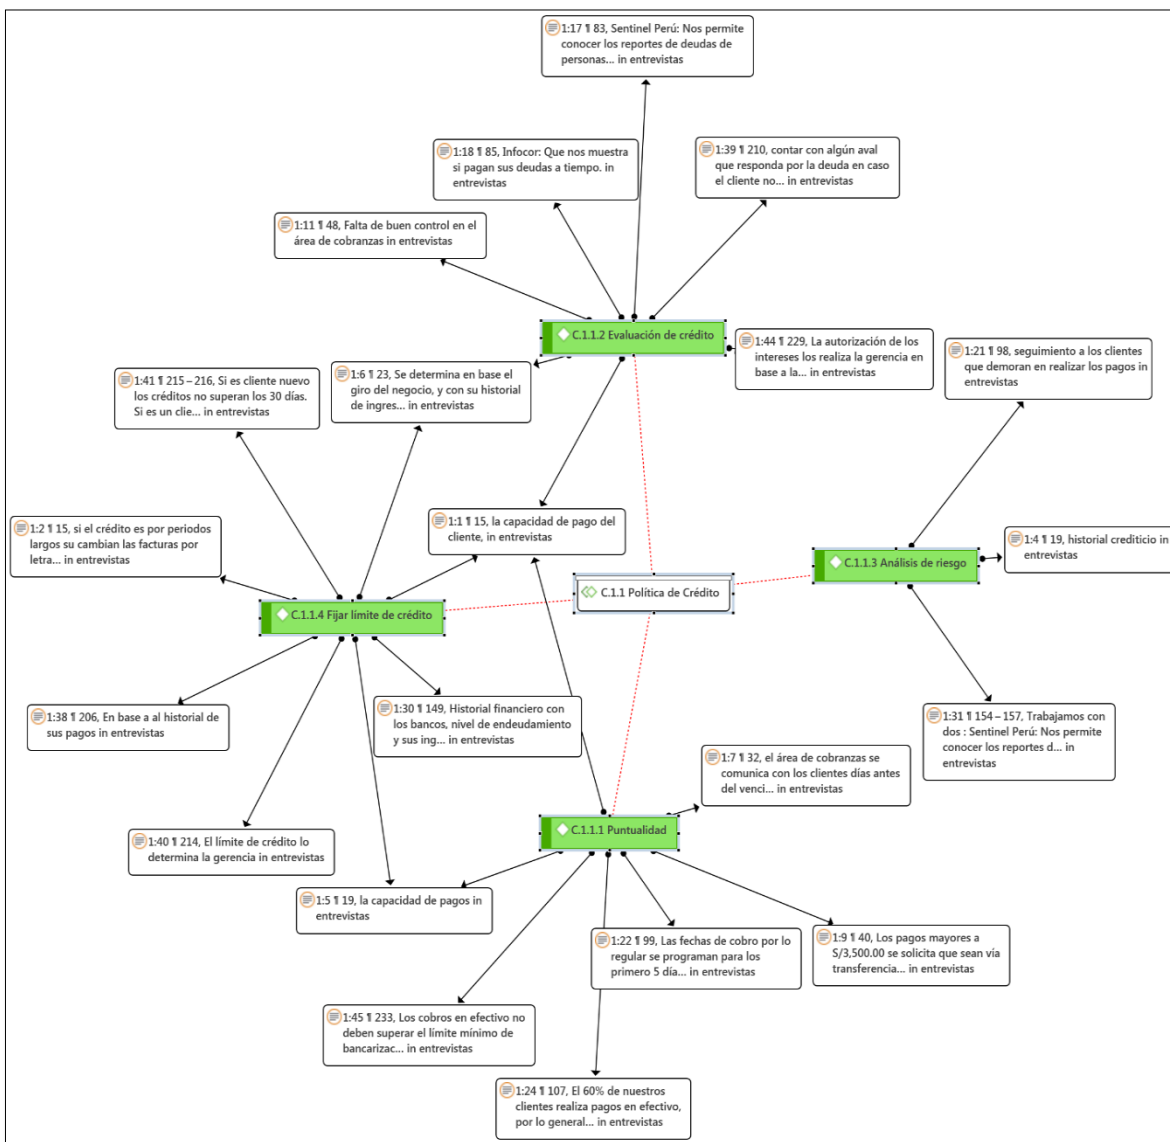 1:17 ¶ 83, Sentinel Perú: Nos permite
conocer los reportes de deudas de
personas... in entrevistas
1:18 ¶ 85, Infocor: Que nos muestra
si pagan sus deudas a tiempo. in
entrevistas
1:39 ¶ 210, contar con algún aval
que responda por la deuda en caso
el cliente no... in entrevistas
1:11 ¶ 48, Falta de buen control en el
área de cobranzas in entrevistas
C.1.1.2 Evaluación de crédito
1:44 ¶ 229, La autorización de los
intereses los realiza la gerencia en
base a la... in entrevistas
1:21 ¶ 98, seguimiento a los clientes
que demoran en realizar los pagos in
entrevistas
1:6 ¶ 23, Se determina en base el
giro del negocio, y con su historial
de ingres... in entrevistas
1:41 ¶ 215 – 216, Si es cliente nuevo
los créditos no superan los 30 días.
Si es un clie... in entrevistas
1:2 ¶ 15, si el crédito es por periodos
largos su cambian las facturas por
letra... in entrevistas
1:1 ¶ 15, la capacidad de pago del
cliente, in entrevistas
1:4 ¶ 19, historial crediticio in
entrevistas
C.1.1.3 Análisis de riesgo
C.1.1 Política de Crédito
C.1.1.4 Fijar límite de crédito
1:38 ¶ 206, En base a al historial de
sus pagos in entrevistas
1:30 ¶ 149, Historial financiero con
los bancos, nivel de endeudamiento
y sus ing... in entrevistas
1:31 ¶ 154 – 157, Trabajamos con
dos : Sentinel Perú: Nos permite
conocer los reportes d... in
entrevistas
1:7 ¶ 32, el área de cobranzas se
comunica con los clientes días antes
del venci... in entrevistas
C.1.1.1 Puntualidad
1:40 ¶ 214, El límite de crédito lo
determina la gerencia in entrevistas
1:5 ¶ 19, la capacidad de pagos in
entrevistas
1:22 ¶ 99, Las fechas de cobro por lo
regular se programan para los
primero 5 día... in entrevistas
1:9 ¶ 40, Los pagos mayores a
S/3,500.00 se solicita que sean vía
transferencia... in entrevistas
1:45 ¶ 233, Los cobros en efectivo no
deben superar el límite mínimo de
bancarizac... in entrevistas
1:24 ¶ 107, El 60% de nuestros
clientes realiza pagos en efectivo,
por lo general... in entrevistas